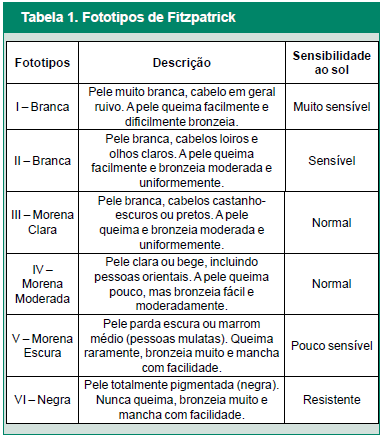 Tabela 1. Fototipos de Fitzpatrick
Fototipos
Descrição
Sensibilidade
ao sol
I – Branca
Pele muito branca, cabelo em geral
ruivo. A pele queima facilmente e
dificilmente bronzeia.
Muito sensível
II – Branca
Pele branca, cabelos loiros e
olhos claros. A pele queima
facilmente e bronzeia moderada e
uniformemente.
Sensível
III – Morena
Clara
Pele branca, cabelos castanho-
escuros ou pretos. A pele
queima e bronzeia moderada e
uniformemente.
Normal
IV –
Morena
Moderada
Pele clara ou bege, incluindo
pessoas orientais. A pele queima
pouco, mas bronzeia fácil e
moderadamente.
Normal
V – Morena
Escura
Pele parda escura ou marrom
médio (pessoas mulatas). Queima
raramente, bronzeia muito e mancha
com facilidade.
Pouco sensível
VI – Negra
Pele totalmente pigmentada (negra).
Nunca queima, bronzeia muito e
mancha com facilidade.
Resistente